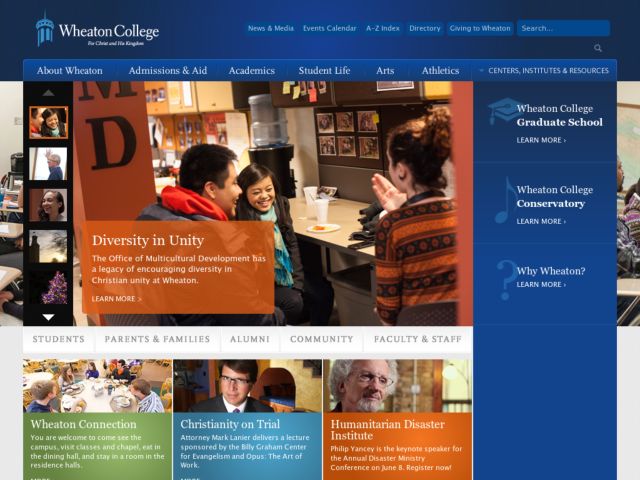 Wheaton College
For Christ and His Kingdom
News & Media
Events Calendar
A-Z Index
Directory
Giving to Wheaton
Search...
About Wheaton
Admissions & Aid
Academics
Student Life
Arts
Athletics
CENTERS, INSTITUTES & RESOURCES
M
D
Diversity in Unity
The Office of Multicultural Development has
a legacy of encouraging diversity in
Christian unity at Wheaton.
LEARN MORE >
Wheaton College
Graduate School
LEARN MORE ›
Wheaton College
Conservatory
LEARN MORE ›
?
Why Wheaton?
LEARN MORE ›
STUDENTS
PARENTS & FAMILIES
ALUMNI
COMMUNITY
FACULTY & STAFF
Wheaton Connection
You are welcome to come see the
campus, visit classes and chapel, eat in
the dining hall, and stay in a room in the
residence halls.
MORE ›
Christianity on Trial
Attorney Mark Lanier delivers a lecture
sponsored by the Billy Graham Center
for Evangelism and Opus: The Art of
Work.
Humanitarian Disaster
Institute
Philip Yancey is the keynote speaker for
the Annual Disaster Ministry
Conference on June 8. Register now!